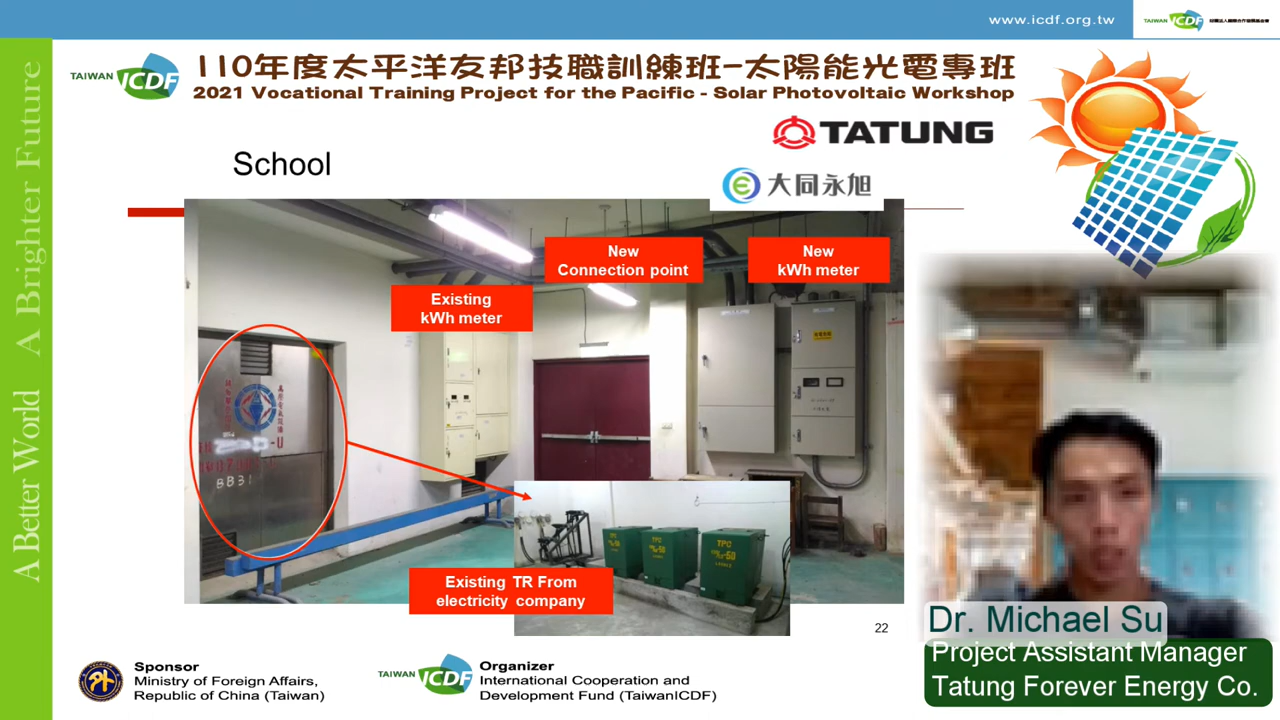 www.icdf.org.tw
TAIWAN ICDF
TAIWAN ICDF
110年度太平洋友邦技職訓練班-太陽能光電專班
2021 Vocational Training Project for the Pacific - Solar Photovoltaic Workshop
TATUNG
大同永旭
School
A Better World A Brighter Future
New
Connection point
New
kWh meter
Existing
kWh meter
BB31
TPC
TPC
TPC
Existing TR From
electricity company
22
Dr. Michael Su
Project Assistant Manager
Tatung Forever Energy Co.
Sponsor
Ministry of Foreign Affairs,
Republic of China (Taiwan)
TAIWAN ICDF
Organizer
International Cooperation and
Development Fund (TaiwanICDF)